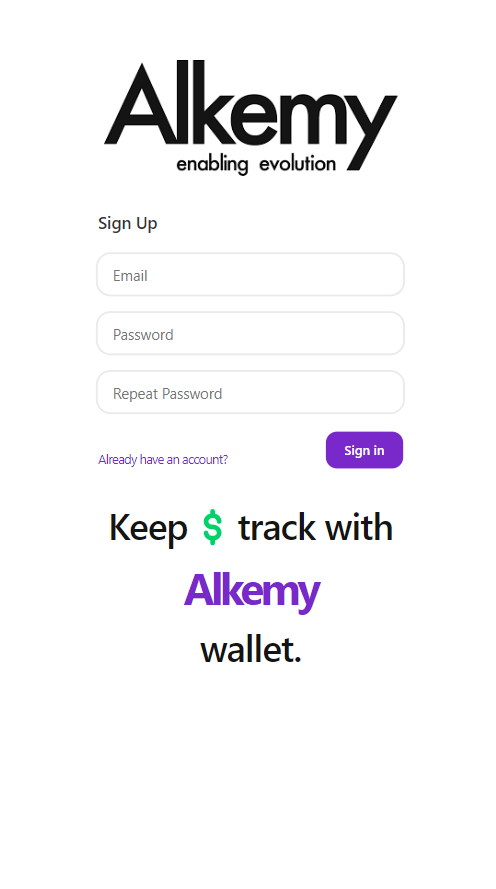 Alkemy
enabling evolution
Sign Up
Email
Password
Repeat Password
Already have an account?
Sign in
Keep $ track with
Alkemy
wallet.